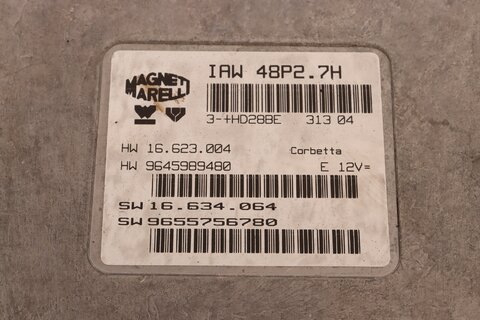 MAGNETI
MARELLI
IAW 48P2.7H
3-+HD28BE 313 04
HW 16.623.004 Corbetta
HW 9645989480 E 12V=
SW 16.634.064
SW 9655756780